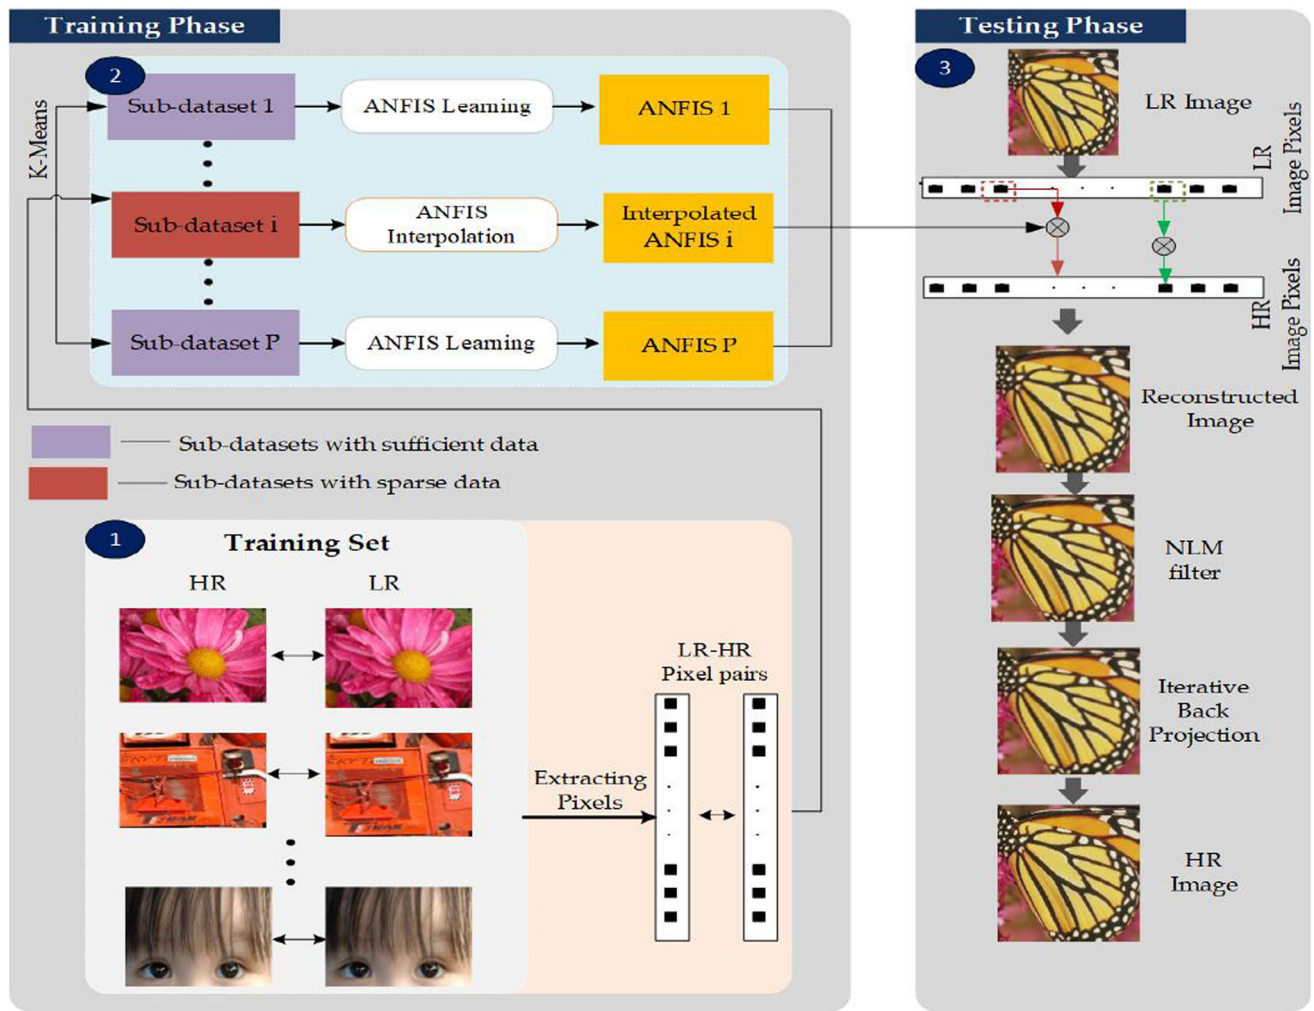 Training Phase
2
K-Means
Sub-dataset 1
ANFIS Learning
ANFIS 1
Sub-dataset i
ANFIS
Interpolation
Interpolated
ANFIS i
Sub-dataset P
ANFIS Learning
ANFIS P
Sub-datasets with sufficient data
Sub-datasets with sparse data
1
Training Set
HR
LR
Extracting
Pixels
LR-HR
Pixel pairs
Testing Phase
3
LR Image
LR
Image Pixels
HR
Image Pixels
Reconstructed
Image
NLM
filter
Iterative
Back
Projection
HR
Image